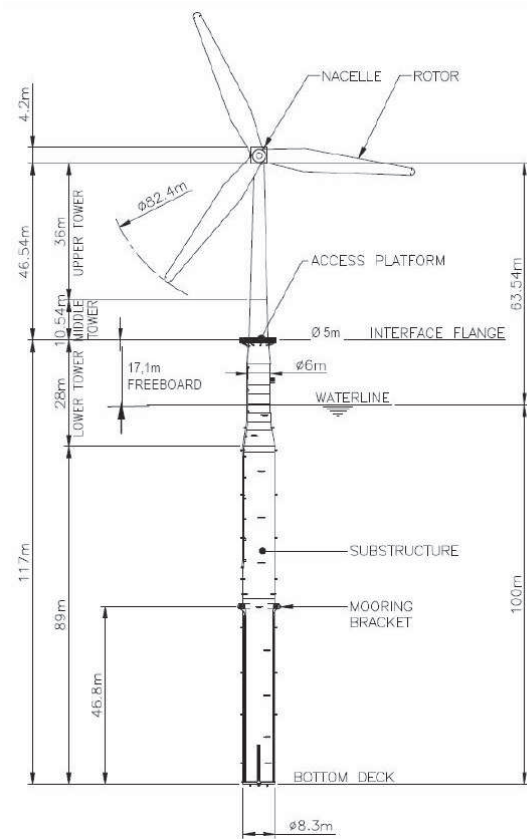 NACELLE
ROTOR
4.2m
Ø82.4m
46.54m
36m
UPPER TOWER
63.54m
ACCESS PLATFORM
10.54m
MIDDLE
TOWER
Ø 5m
INTERFACE FLANGE
17,1m
FREEBOARD
Ø6m
28m
LOWER TOWER
WATERLINE
117m
SUBSTRUCTURE
89m
100m
MOORING
BRACKET
46.8m
BOTTOM DECK
Ø8.3m